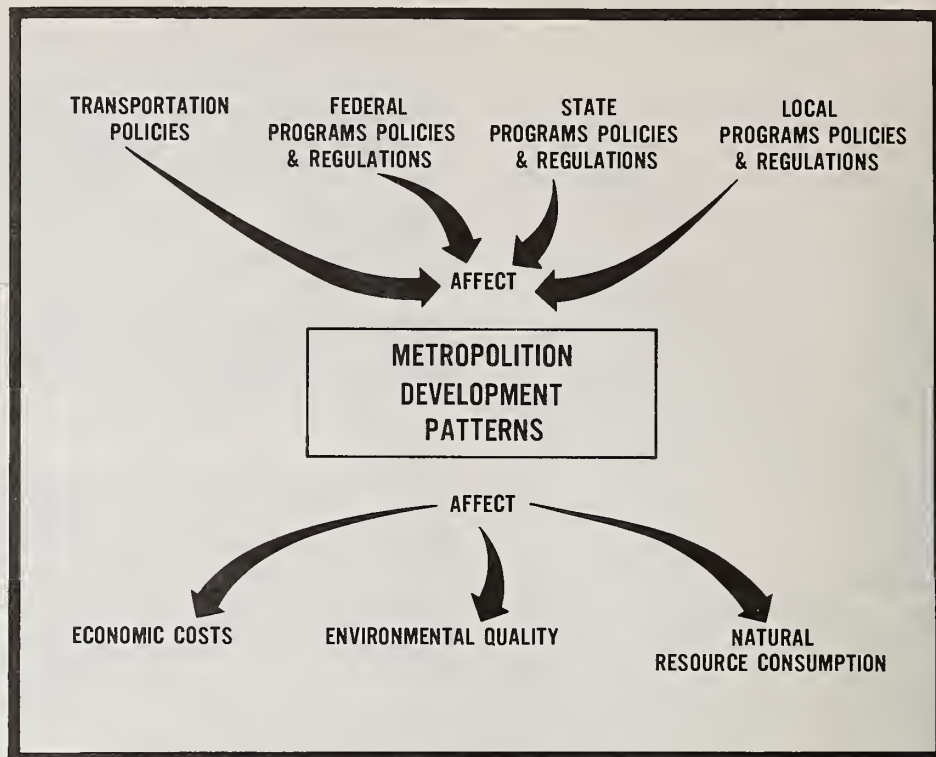 TRANSPORTATION
POLICIES
FEDERAL
PROGRAMS POLICIES
& REGULATIONS
STATE
PROGRAMS POLICIES
& REGULATIONS
LOCAL
PROGRAMS POLICIES
& REGULATIONS
AFFECT
METROPOLITION
DEVELOPMENT
PATTERNS
AFFECT
ECONOMIC COSTS
ENVIRONMENTAL QUALITY
NATURAL
RESOURCE CONSUMPTION